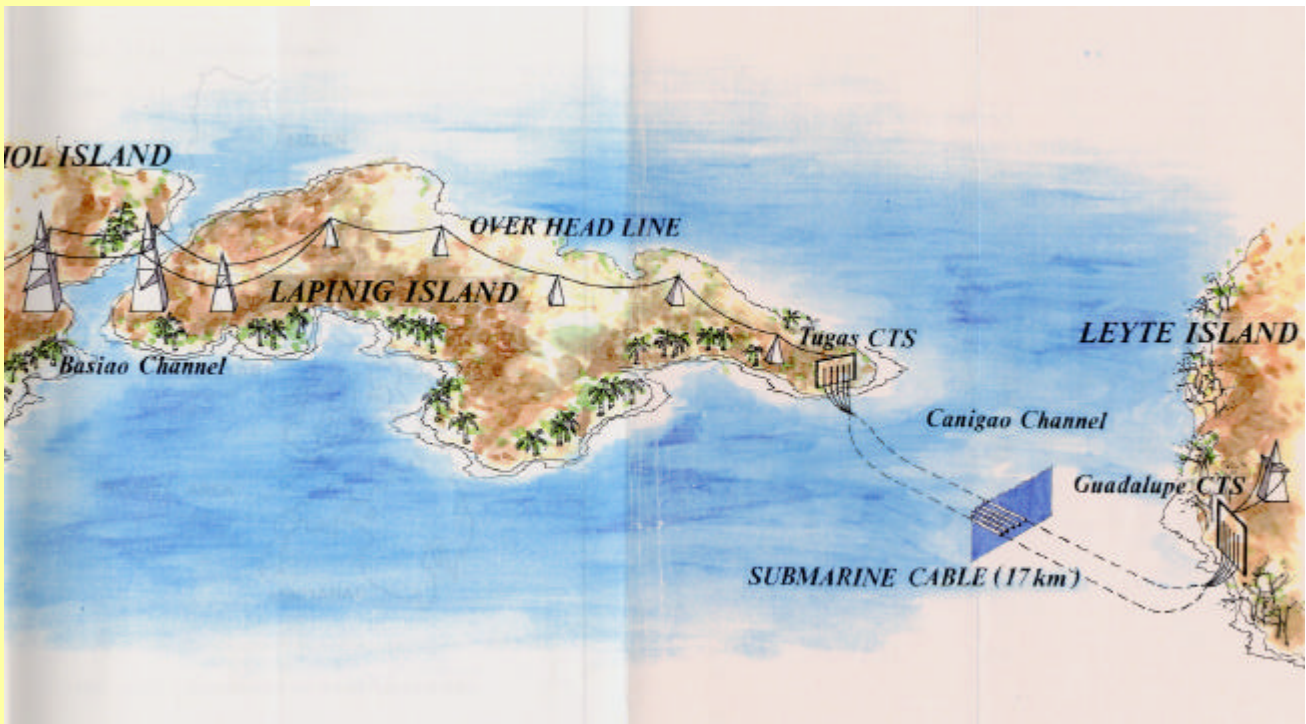 IOL ISLAND
OVER HEAD LINE
LAPINIG ISLAND
LEYTE ISLAND
Tugas CTS
Basiao Channel
Canigao Channel
Guadalupe CTS
SUBMARINE CABLE (17km)